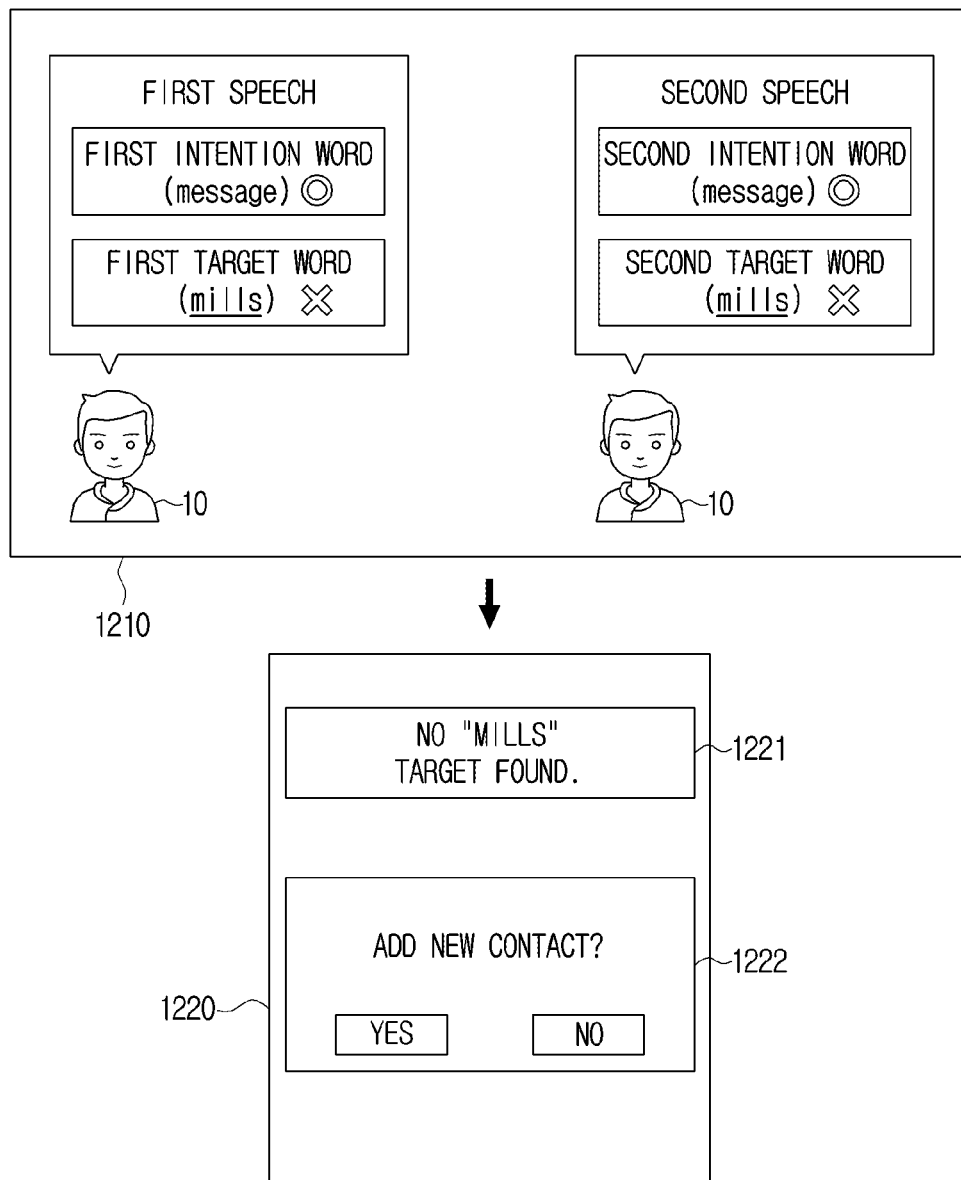 FIRST SPEECH
FIRST INTENTION WORD
(message)
FIRST TARGET WORD
(mills)
10
SECOND SPEECH
SECOND INTENTION WORD
(message)
SECOND TARGET WORD
(mills)
10
1210
NO "MILLS"
TARGET FOUND.
1221
ADD NEW CONTACT?
1222
YES
NO
1220